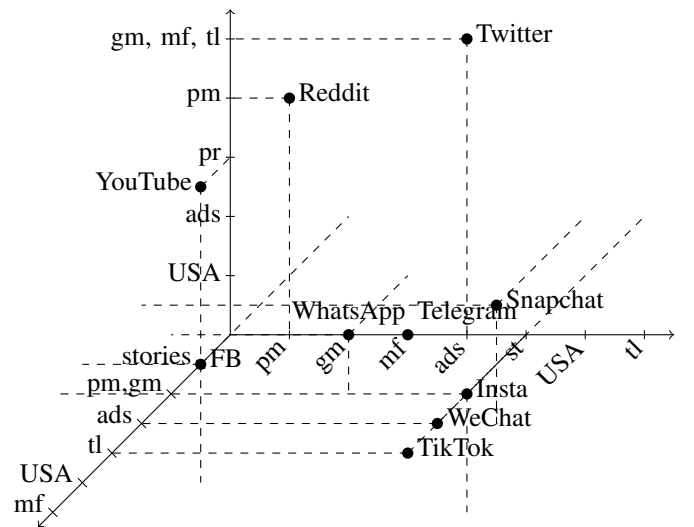 gm, mf, tl
Twitter
pm
Reddit
pr
YouTube
ads
USA
WhatsApp
Telegram
Snapchat
stories
FB
pm
gm
mf
ads
st
USA
tl
pm,gm
Insta
ads
WeChat
tl
TikTok
USA
mf